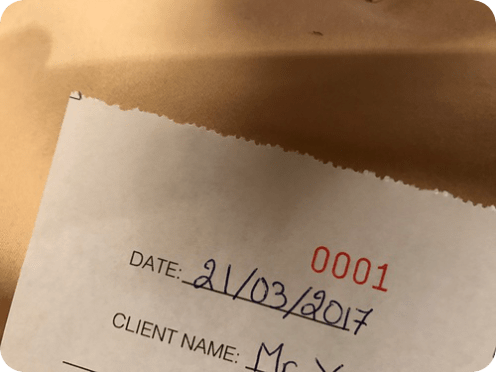 0001
DATE: 21/03/2017
CLIENT NAME: Mr